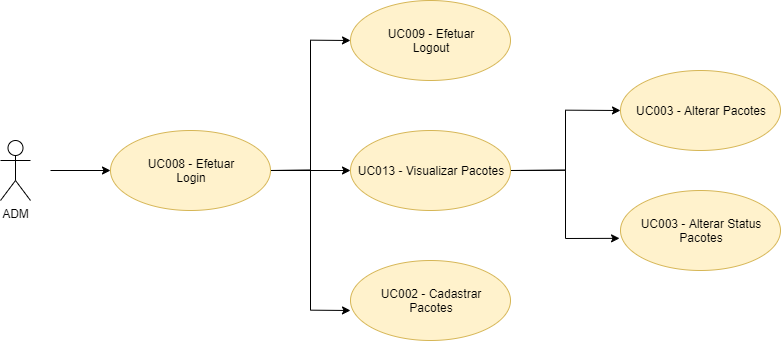 UC009 - Efetuar
Logout
UC003 - Alterar Pacotes
UC008 - Efetuar
Login
UC013 - Visualizar Pacotes
ADM
UC003 - Alterar Status
Pacotes
UC002 - Cadastrar
Pacotes